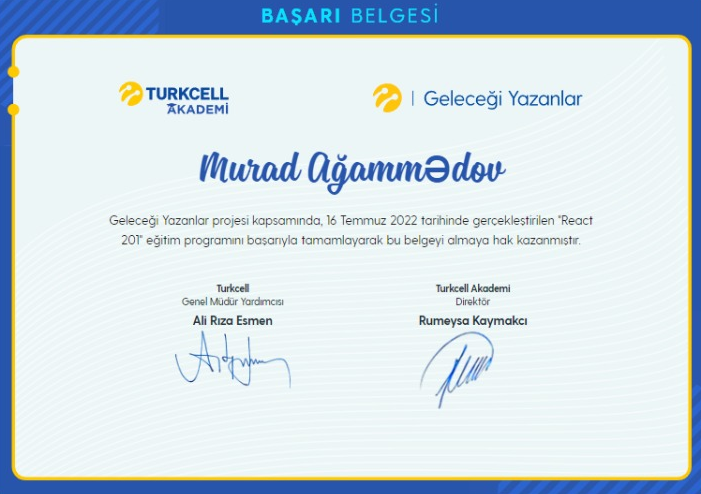 BAŞARI BELGESİ
TURKCELL
AKADEMİ
Geleceği Yazanlar
Murad AğammƏdov
Geleceği Yazanlar projesi kapsamında, 16 Temmuz 2022 tarihinde gerçekleştirilen "React
201" eğitim programını başarıyla tamamlayarak bu belgeyi almaya hak kazanmıştır.
Turkcell
Genel Müdür Yardımcısı
Ali Rıza Esmen
Turkcell Akademi
Direktör
Rumeysa Kaymakcı